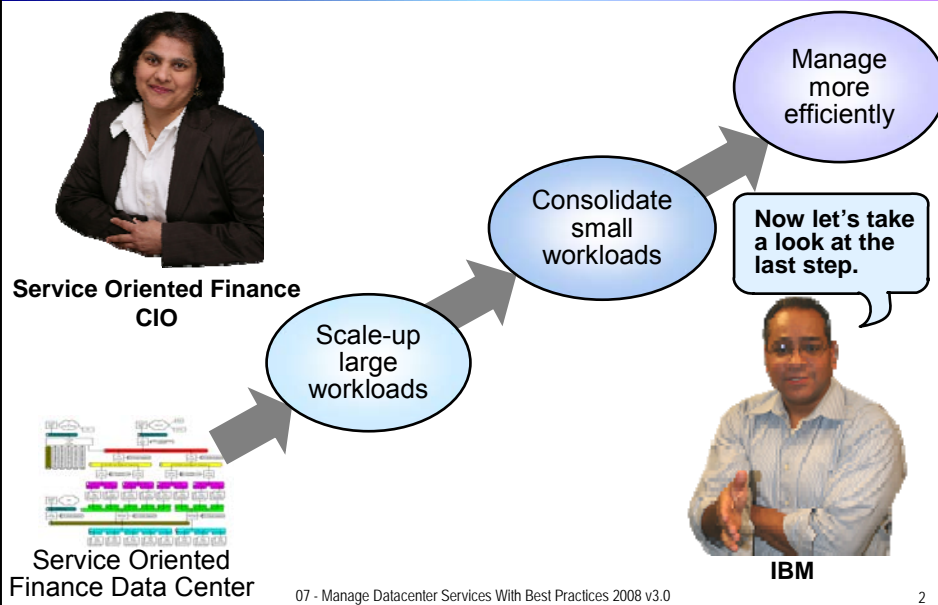 Manage
more
efficiently
Consolidate
small
workloads
Now let's take
a look at the
last step.
Service Oriented Finance
CIO
Scale-up
large
workloads
Service Oriented
Finance Data Center
IBM
07 - Manage Datacenter Services With Best Practices 2008 v3.0
2